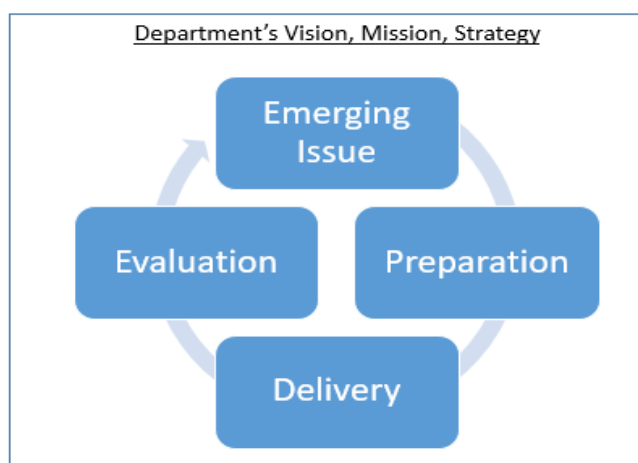 Department’s Vision, Mission, Strategy
Emerging
Issue
Preparation
Delivery
Evaluation